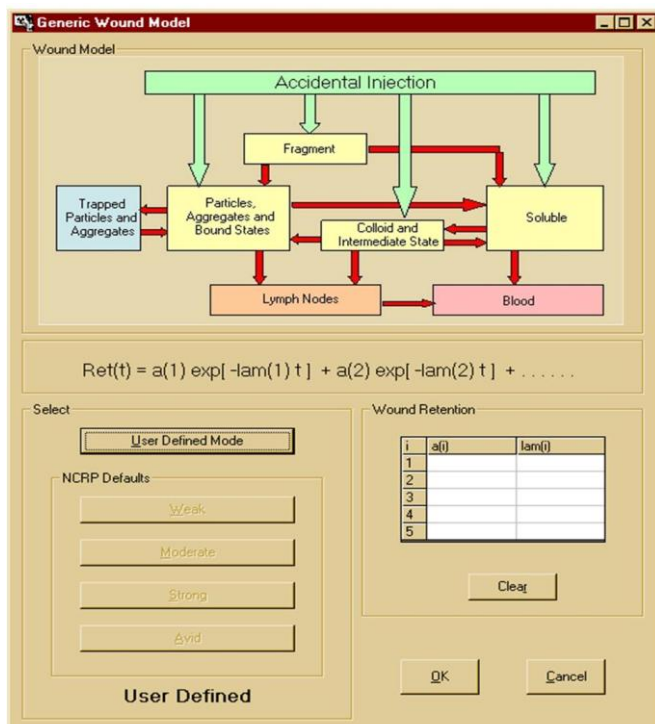 Generic Wound Model
Wound Model
Accidental Injection
Fragment
Trapped
Particles and
Aggregates
Particles,
Aggregates and
Bound States
Colloid and
Intermediate State
Soluble
Lymph Nodes
Blood
Ret(t) = a(1) exp[ -lam(1) t ] + a(2) exp[ -lam(2) t ] + . . . . . .
Select
User Defined Mode
NCRP Defaults
Weak
Moderate
Strong
Avid
User Defined
Wound Retention
i a(i) lam(i)
1
2
3
4
5
Clear
OK Cancel